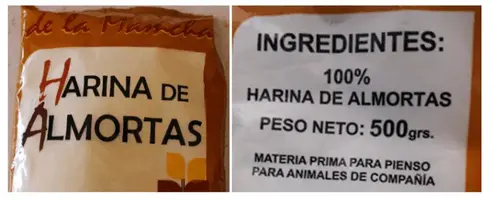 de la Mancha
HARINA DE
ALMORTAS
INGREDIENTES:
100%
HARINA DE ALMORTAS
PESO NETO: 500grs.
MATERIA PRIMA PARA PIENSO
PARA ANIMALES DE COMPAÑÍA